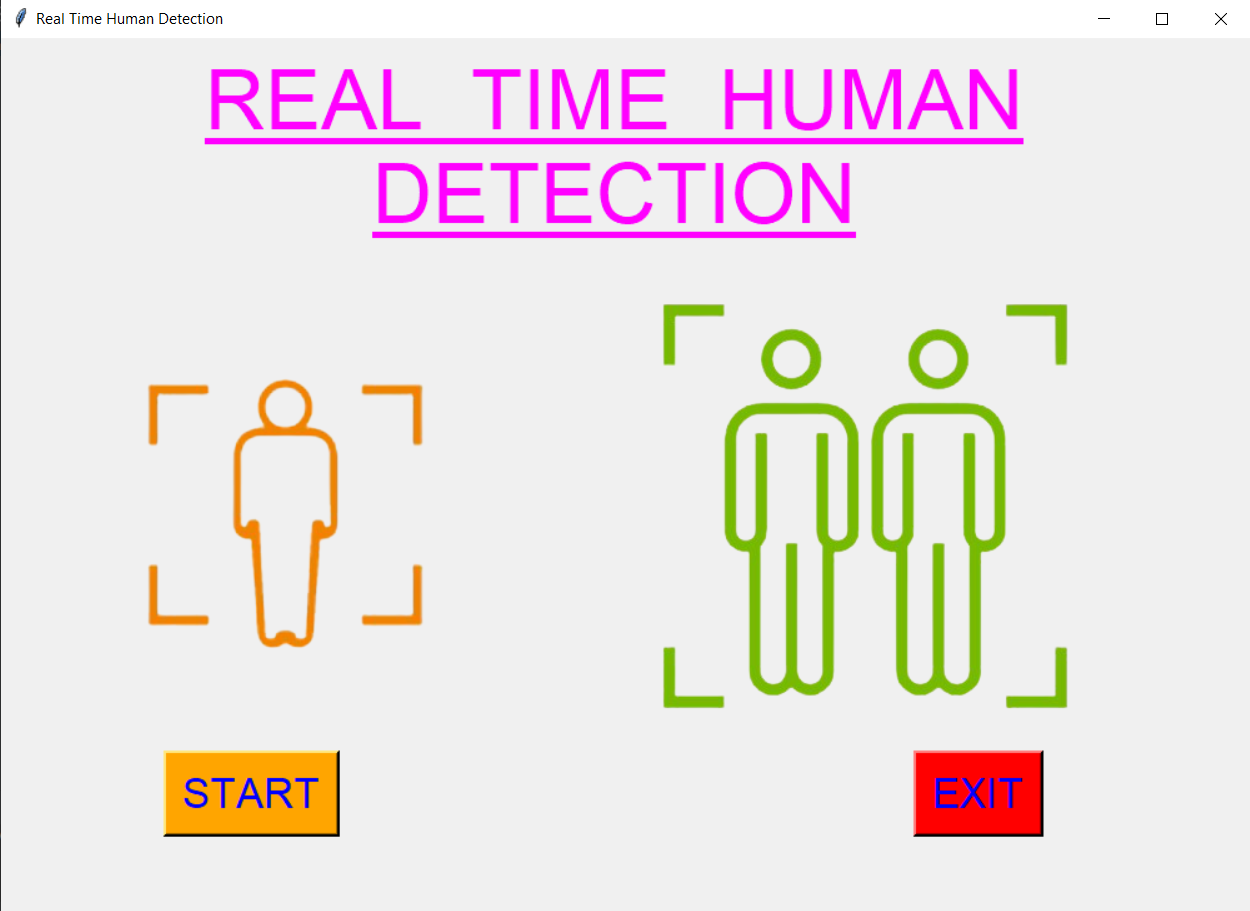 Real Time Human Detection
REAL TIME HUMAN
DETECTION
START
EXIT